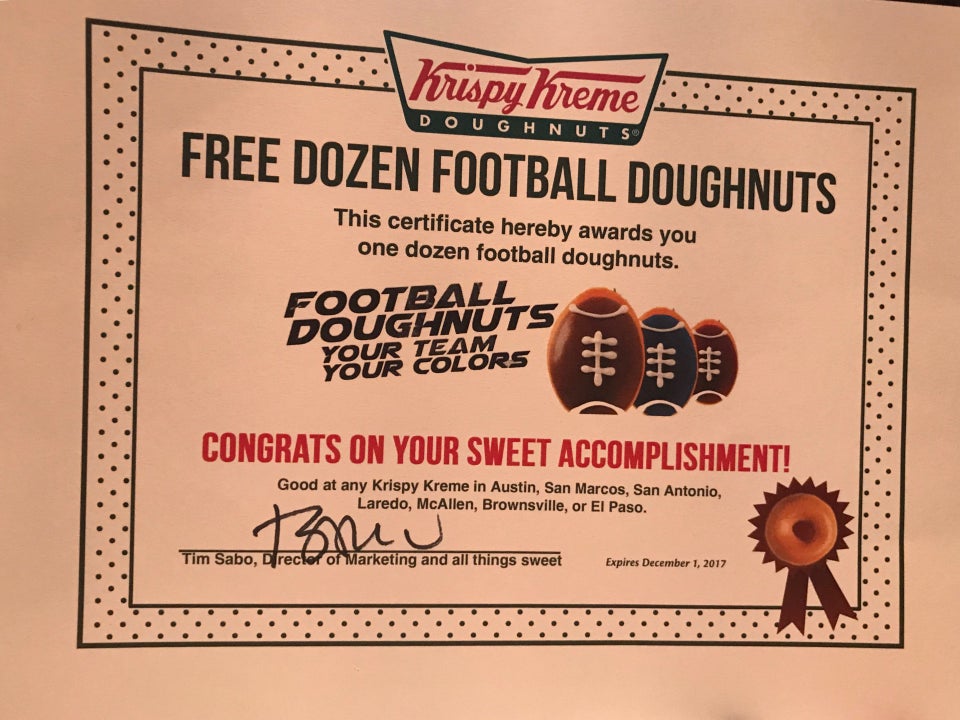 Krispy Kreme
DOUGHNUTS®
FREE DOZEN FOOTBALL DOUGHNUTS
This certificate hereby awards you
one dozen football doughnuts.
FOOTBALL
DOUGHNUTS
YOUR TEAM
YOUR COLORS
CONGRATS ON YOUR SWEET ACCOMPLISHMENT!
Good at any Krispy Kreme in Austin, San Marcos, San Antonio,
Laredo, McAllen, Brownsville, or El Paso.
Tim Sabo, Director of Marketing and all things sweet
Expires December 1, 2017